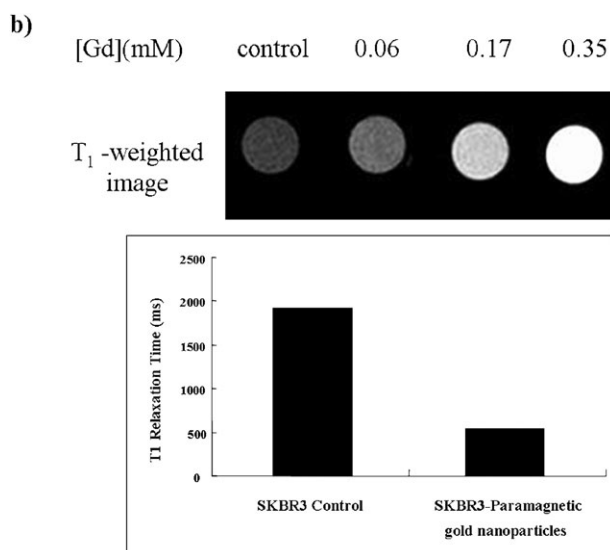 b)
[Gd](mM) control 0.06 0.17 0.35
T1 -weighted
image
2500
2000
1500
1000
500
0
T1 Relaxation Time (ms)
SKBR3 Control
SKBR3-Paramagnetic
gold nanoparticles